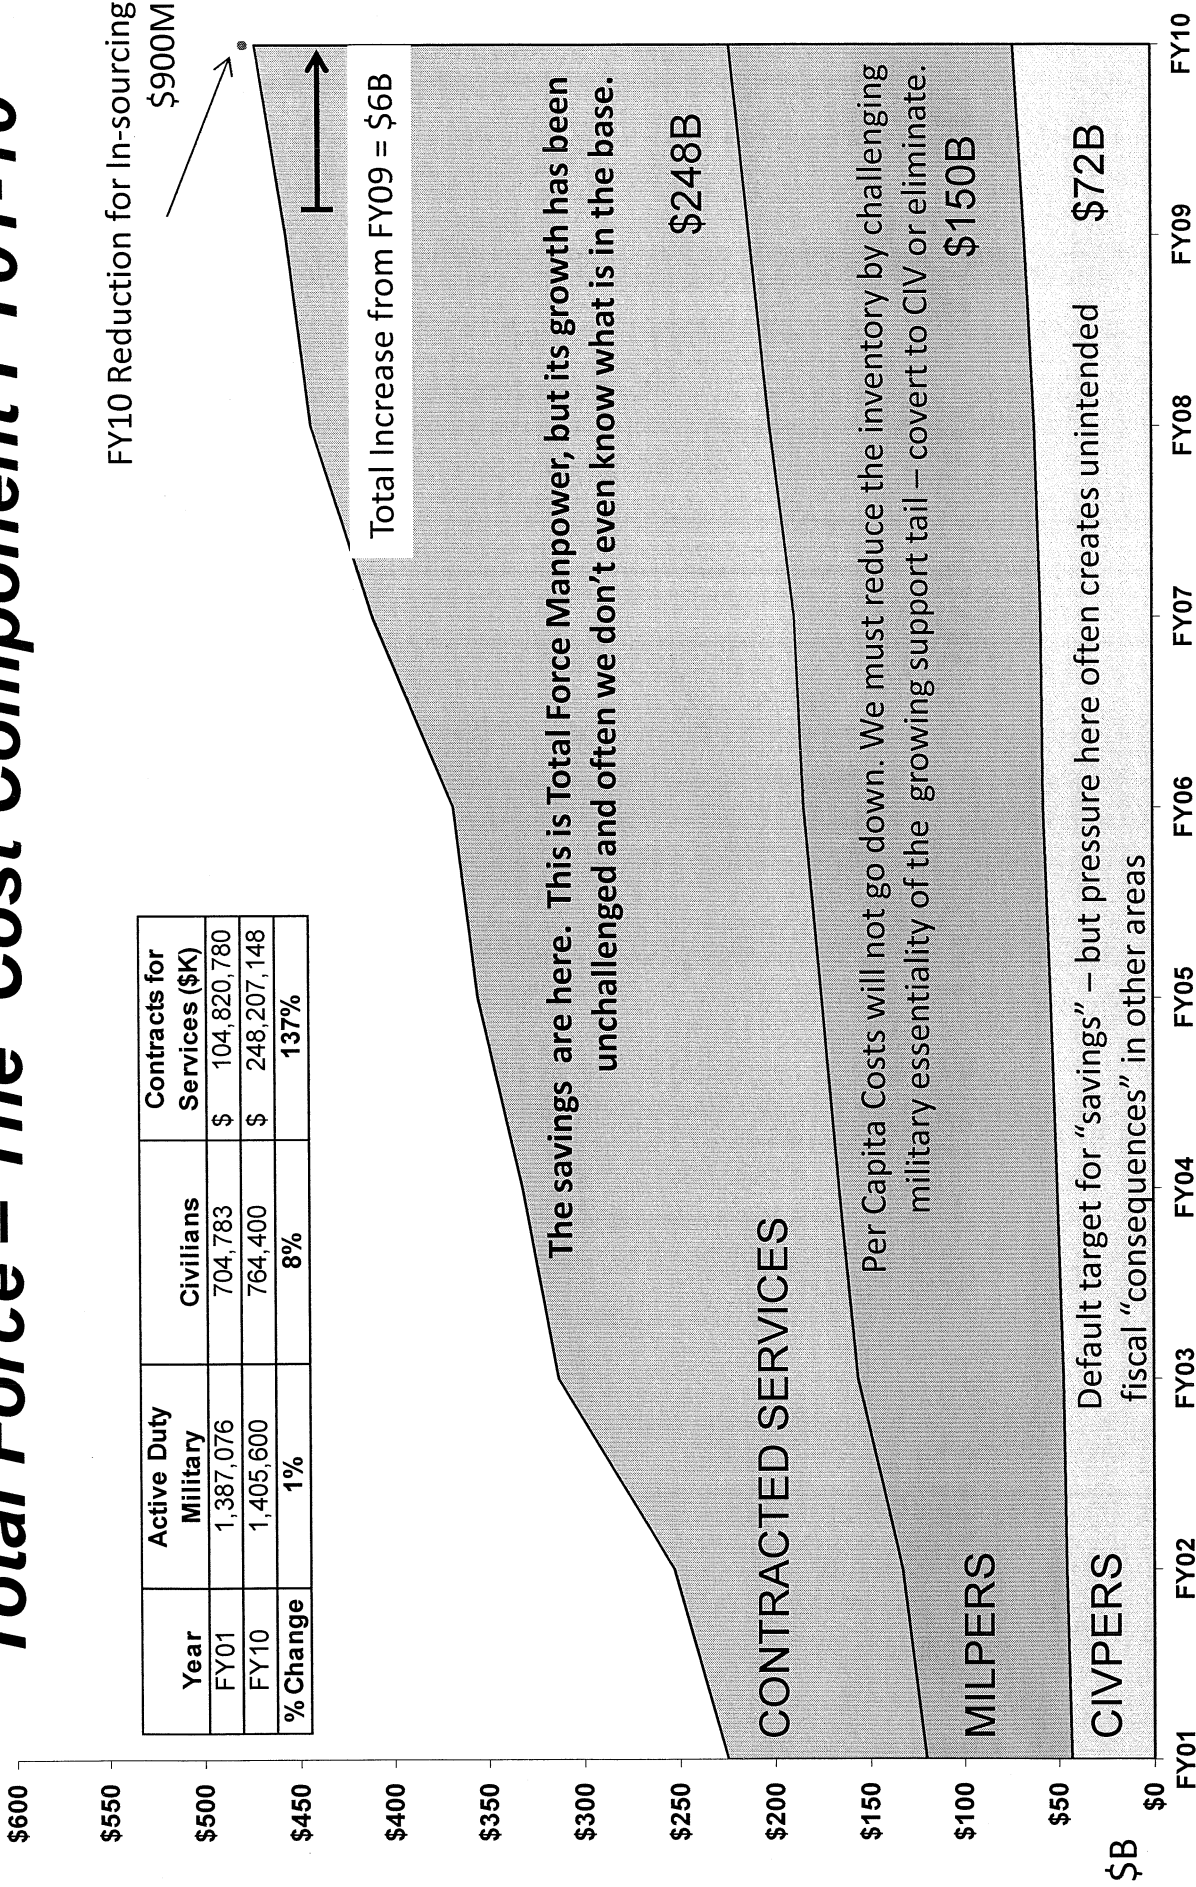 Total Force – The Cost Component FY01-10
FY10 Reduction for In-sourcing
$900M
Year Active Duty Military Civilians Contracts for Services ($K)
FY01 1,387,076 704,783 $ 104,820,780
FY10 1,405,600 764,400 $ 248,207,148
% Change 1% 8% 137%
Total Increase from FY09 = $6B
The savings are here. This is Total Force Manpower, but its growth has been
unchallenged and often we don't even know what is in the base.
$248B
CONTRACTED SERVICES
Per Capita Costs will not go down. We must reduce the inventory by challenging
military essentiality of the growing support tail – covert to CIV or eliminate.
$150B
MILPERS
Default target for “savings” – but pressure here often creates unintended
fiscal “consequences” in other areas
$72B
CIVPERS
$600
$550
$500
$450
$400
$350
$300
$250
$200
$150
$100
$50
$0
$B
FY01 FY02 FY03 FY04 FY05 FY06 FY07 FY08 FY09 FY10